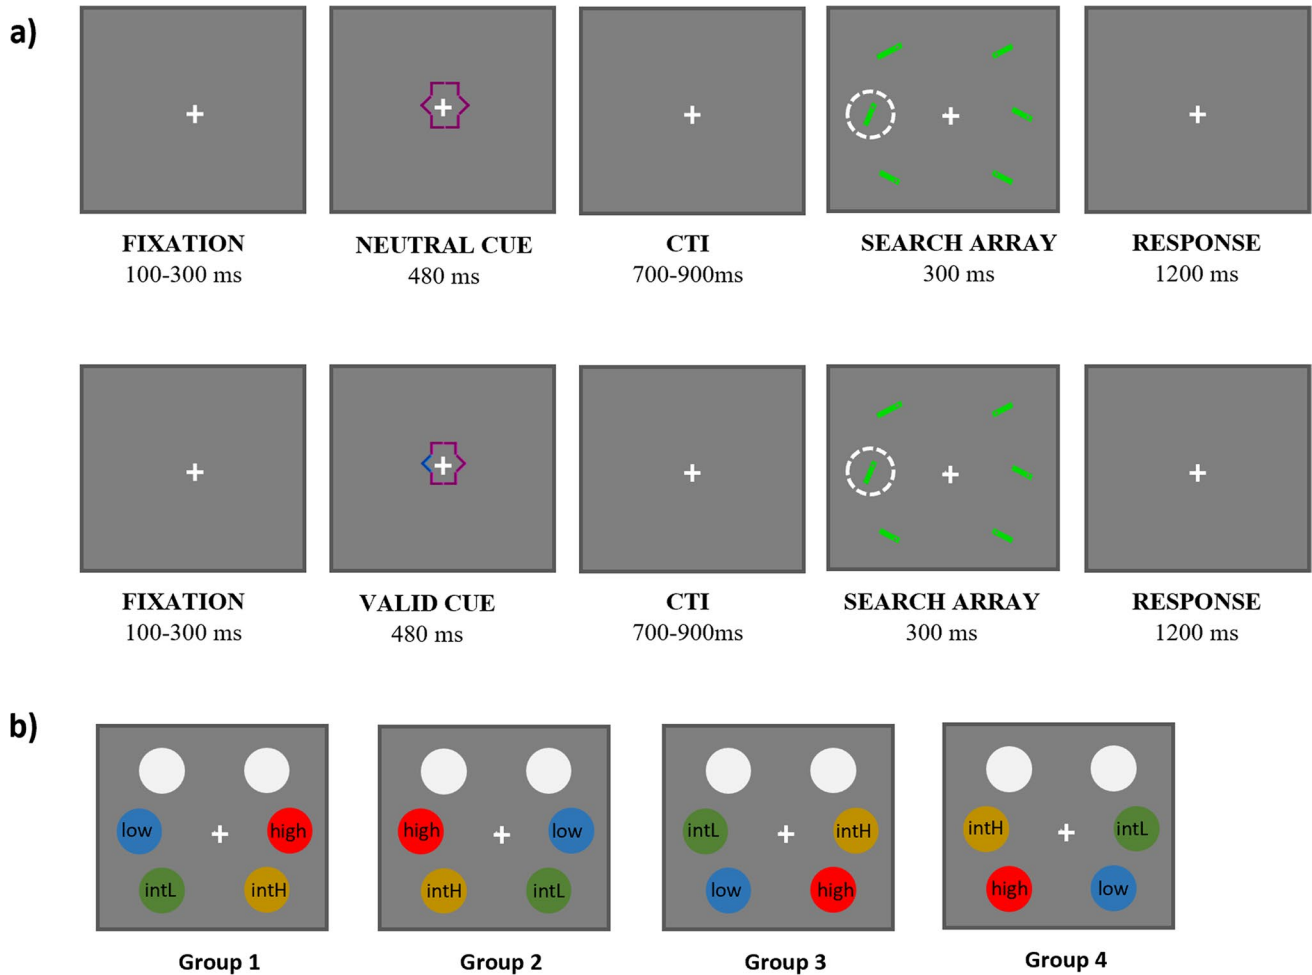 a)
FIXATION NEUTRAL CUE CTI SEARCH ARRAY RESPONSE
100-300 ms 480 ms 700-900ms 300 ms 1200 ms
FIXATION VALID CUE CTI SEARCH ARRAY RESPONSE
100-300 ms 480 ms 700-900ms 300 ms 1200 ms
b)
low high high low intL intH intH intL
intL intH intH intL low high high low
Group 1 Group 2 Group 3 Group 4